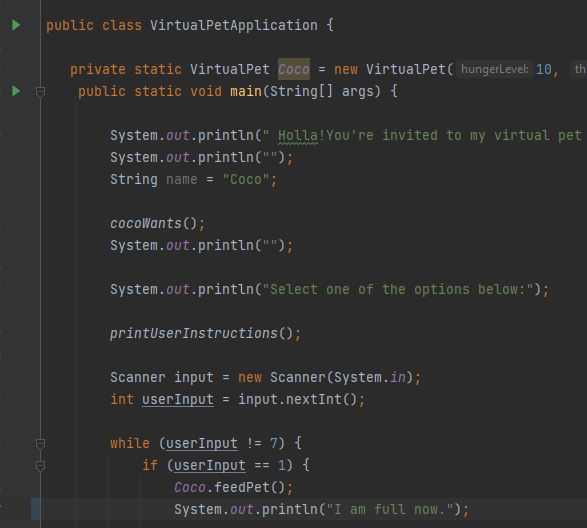 public class VirtualPetApplication {
private static VirtualPet Coco = new VirtualPet( hungerLevel: 10, th
public static void main(String[] args) {
System.out.println(" Holla!You're invited to my virtual pet
System.out.println("");
String name = "Coco";
cocoWants();
System.out.println("");
System.out.println("Select one of the options below:");
printUserInstructions();
Scanner input = new Scanner(System.in);
int userInput = input.nextInt();
while (userInput != 7) {
if (userInput == 1) {
Coco.feedPet();
System.out.println("I am full now.");